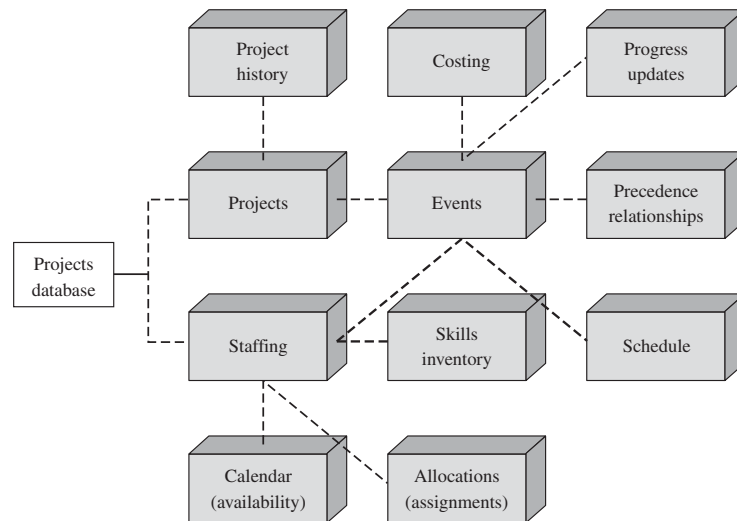 Project
history
Costing
Progress
updates
Projects
Events
Precedence
relationships
Projects
database
Staffing
Skills
inventory
Schedule
Calendar
(availability)
Allocations
(assignments)